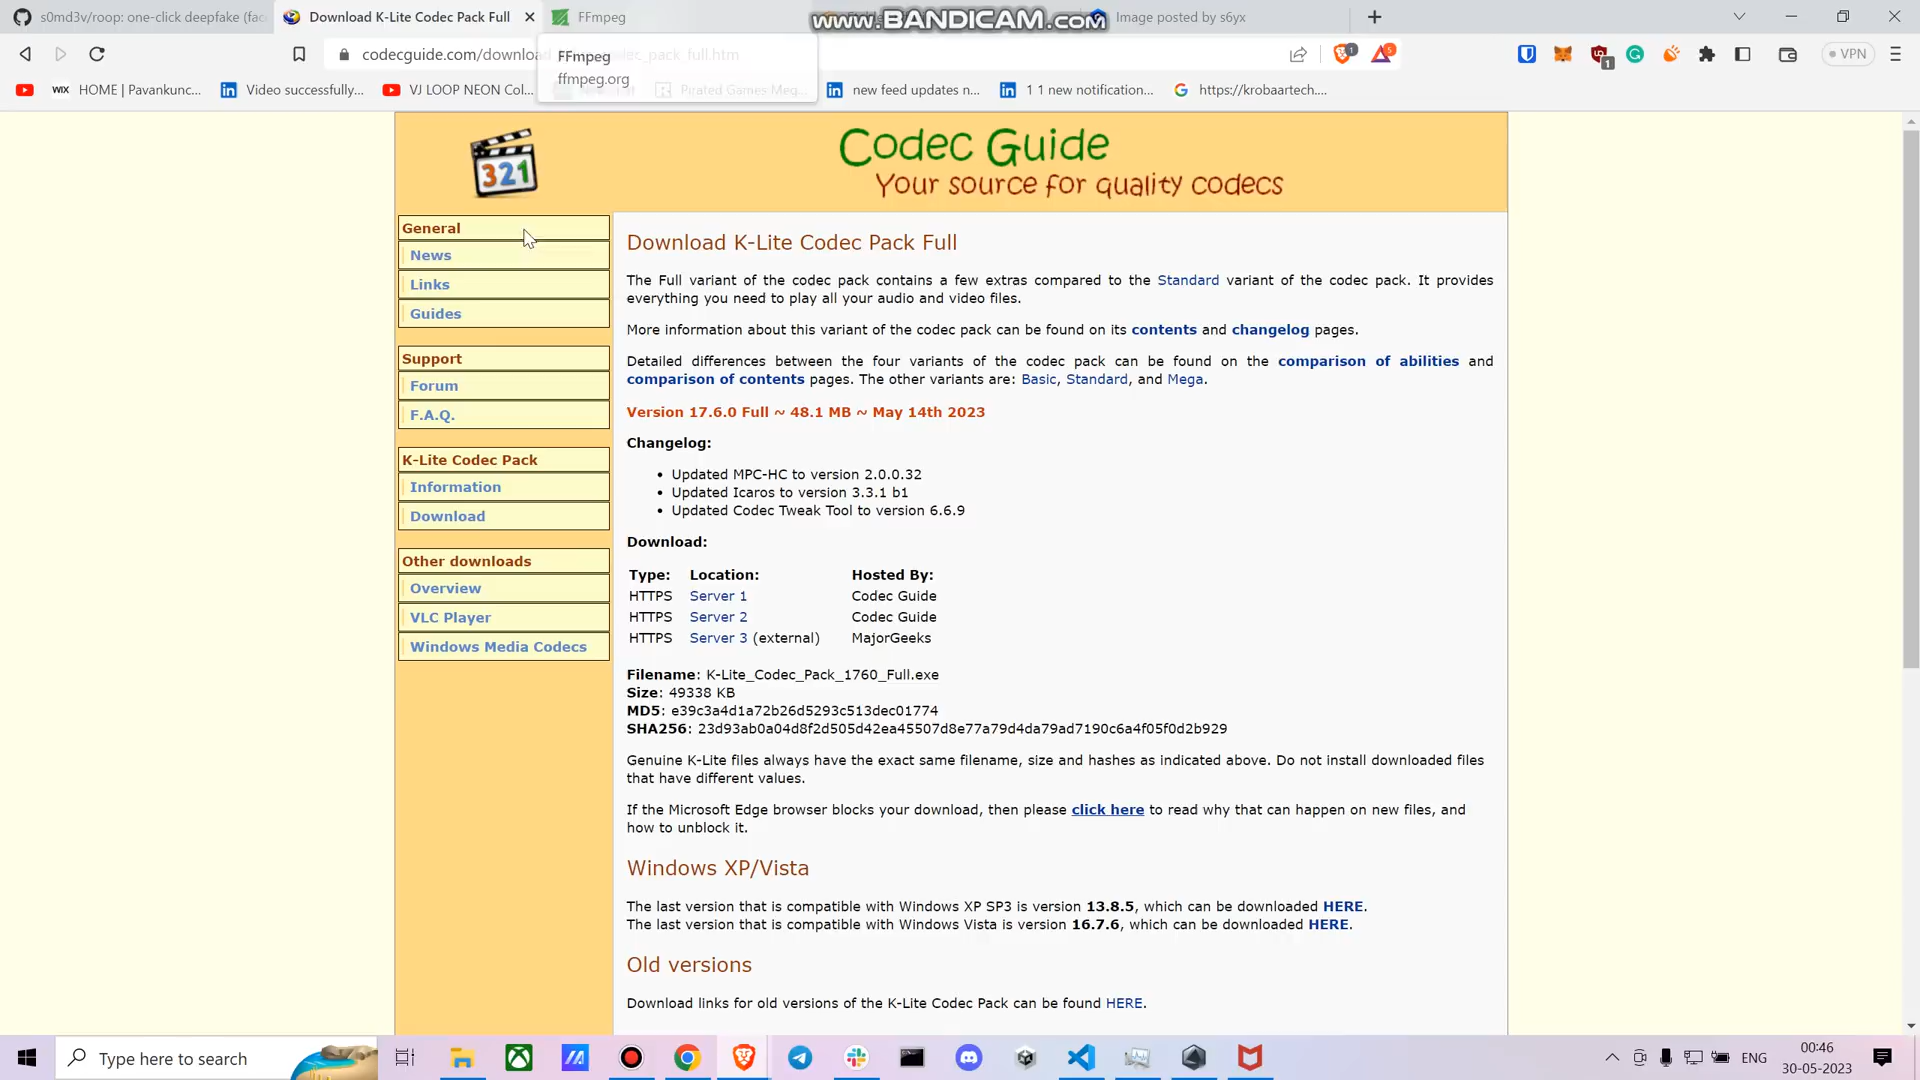 s0md3v/roop: one-click deepfake (fac
Download K-Lite Codec Pack Full
FFmpeg
WWW.BANDICAM.COM
Image posted by s6yx
codecguide.com/download
codec_pack_full.htm
VPN
FFmpeg
ffmpeg.org
HOME | Pavankunc...
Video successfully...
VJ LOOP NEON Col...
Pirated Games Meg...
new feed updates n...
1 1 new notification...
https://krobaartech....
321
Codec Guide
Your source for quality codecs
General
News
Links
Guides
Support
Forum
F.A.Q.
K-Lite Codec Pack
Information
Download
Other downloads
Overview
VLC Player
Windows Media Codecs
Download K-Lite Codec Pack Full
The Full variant of the codec pack contains a few extras compared to the Standard variant of the codec pack. It provides
everything you need to play all your audio and video files.
More information about this variant of the codec pack can be found on its contents and changelog pages.
Detailed differences between the four variants of the codec pack can be found on the comparison of abilities and
comparison of contents pages. The other variants are: Basic, Standard, and Mega.
Version 17.6.0 Full ~ 48.1 MB ~ May 14th 2023
Changelog:
• Updated MPC-HC to version 2.0.0.32
• Updated Icaros to version 3.3.1 b1
• Updated Codec Tweak Tool to version 6.6.9
Download:
Type: Location: Hosted By:
HTTPS Server 1 Codec Guide
HTTPS Server 2 Codec Guide
HTTPS Server 3 (external) MajorGeeks
Filename: K-Lite_Codec_Pack_1760_Full.exe
Size: 49338 KB
MD5: e39c3a4d1a72b26d5293c513dec01774
SHA256: 23d93ab0a04d8f2d505d42ea45507d8e77a79d4da79ad7190c6a4f05f0d2b929
Genuine K-Lite files always have the exact same filename, size and hashes as indicated above. Do not install downloaded files
that have different values.
If the Microsoft Edge browser blocks your download, then please click here to read why that can happen on new files, and
how to unblock it.
Windows XP/Vista
The last version that is compatible with Windows XP SP3 is version 13.8.5, which can be downloaded HERE.
The last version that is compatible with Windows Vista is version 16.7.6, which can be downloaded HERE.
Old versions
Download links for old versions of the K-Lite Codec Pack can be found HERE.
Type here to search
ENG
00:46
30-05-2023